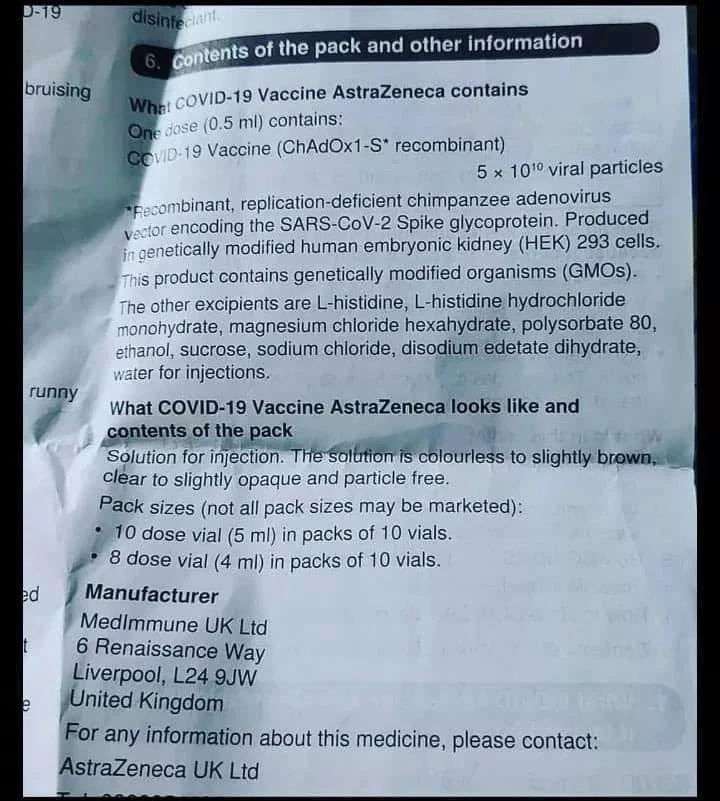 D-19
disinfectant.
6. Contents of the pack and other information
bruising
What COVID-19 Vaccine AstraZeneca contains
One dose (0.5 ml) contains:
COVID-19 Vaccine (ChAdOx1-S* recombinant)
5 × 10¹⁰ viral particles
*Recombinant, replication-deficient chimpanzee adenovirus
vector encoding the SARS-CoV-2 Spike glycoprotein. Produced
in genetically modified human embryonic kidney (HEK) 293 cells.
This product contains genetically modified organisms (GMOs).
The other excipients are L-histidine, L-histidine hydrochloride
monohydrate, magnesium chloride hexahydrate, polysorbate 80,
ethanol, sucrose, sodium chloride, disodium edetate dihydrate,
water for injections.
runny
What COVID-19 Vaccine AstraZeneca looks like and
contents of the pack
Solution for injection. The solution is colourless to slightly brown,
clear to slightly opaque and particle free.
Pack sizes (not all pack sizes may be marketed):
• 10 dose vial (5 ml) in packs of 10 vials.
• 8 dose vial (4 ml) in packs of 10 vials.
ed
Manufacturer
MedImmune UK Ltd
t
6 Renaissance Way
Liverpool, L24 9JW
e
United Kingdom
For any information about this medicine, please contact:
AstraZeneca UK Ltd